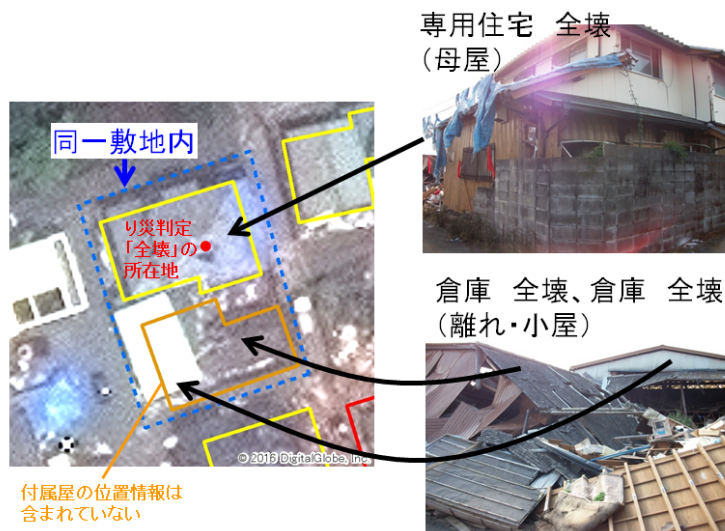 専用住宅 全壊
（母屋）
同一敷地内
り災判定
「全壊」の
所在地
倉庫 全壊、倉庫 全壊
（離れ・小屋）
© 2016 DigitalGlobe, Inc.
付属屋の位置情報は
含まれていない